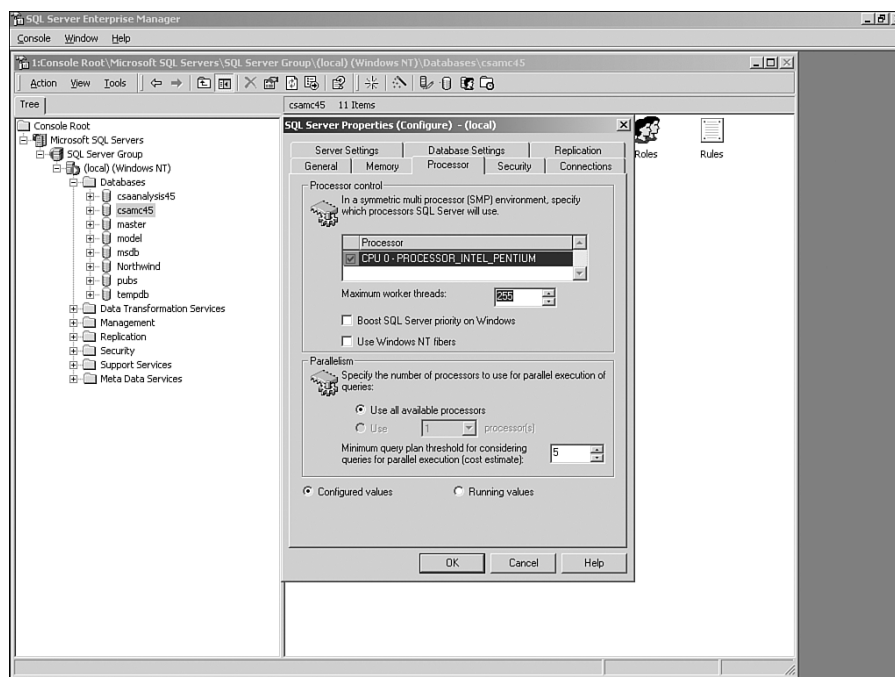 SQL Server Enterprise Manager
Console Window Help
1:Console Root\Microsoft SQL Servers\SQL Server Group\(local) (Windows NT)\Databases\csamc45
Action View Tools
Tree
csamc45 11 Items
Console Root
Microsoft SQL Servers
SQL Server Group
(local) (Windows NT)
Databases
csaanalysis45
csamc45
master
model
msdb
Northwind
pubs
tempdb
Data Transformation Services
Management
Replication
Security
Support Services
Meta Data Services
SQL Server Properties (Configure) - (local)
Server Settings Database Settings Replication
General Memory Processor Security Connections
Processor control
In a symmetric multi processor (SMP) environment, specify
which processors SQL Server will use.
Processor
CPU 0 - PROCESSOR_INTEL_PENTIUM
Maximum worker threads: 255
Boost SQL Server priority on Windows
Use Windows NT fibers
Parallelism
Specify the number of processors to use for parallel execution of
queries:
Use all available processors
Use 1 processor(s)
Minimum query plan threshold for considering
queries for parallel execution (cost estimate): 5
Configured values Running values
OK Cancel Help
Roles Rules